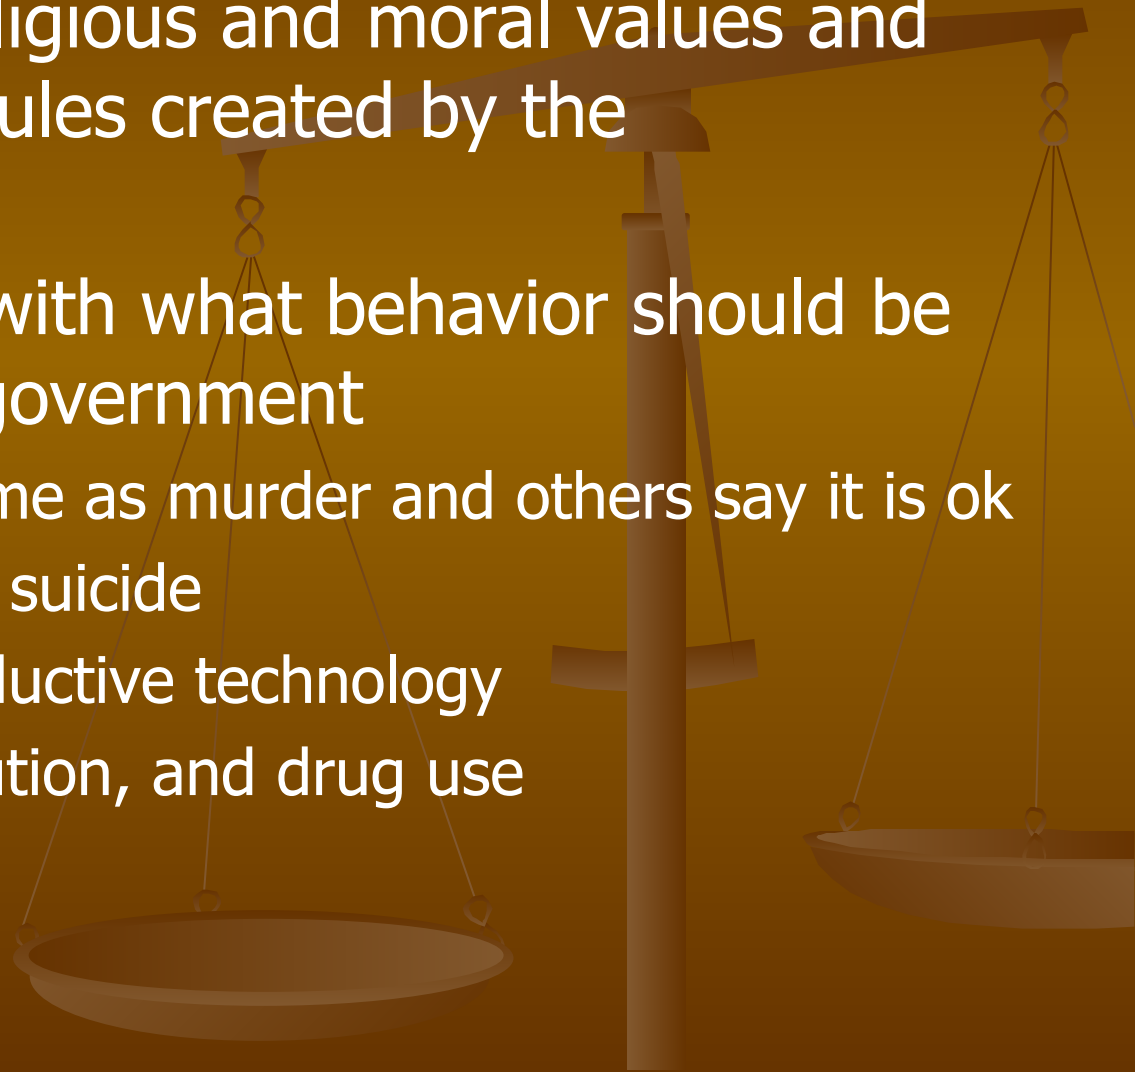 ligious and moral values and
ules created by the
with what behavior should be
government
me as murder and others say it is ok
suicide
ductive technology
ution, and drug use